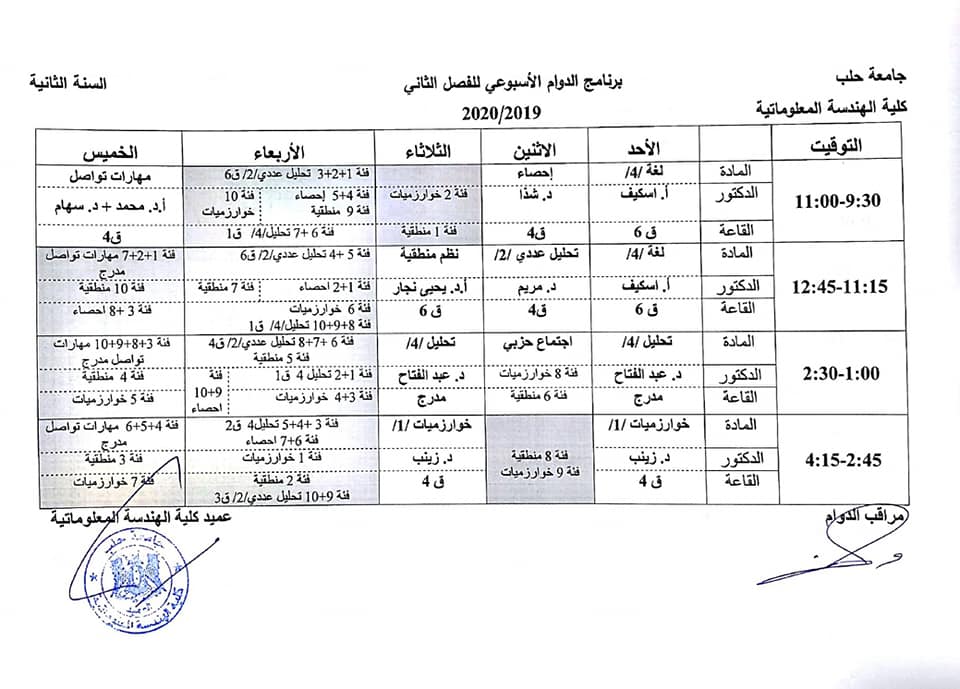 جامعة حلب
كلية الهندسة المعلوماتية
برنامج الدوام الأسبوعي للفصل الثاني
2020/2019
السنة الثانية
التوقيت الأحد الاثنين الثلاثاء الأربعاء الخميس
11:00-9:30
المادة لغة /4/ إحصاء
الدكتور أ. اسكيف د. شذا فئة 2 خوارزميات
القاعة ق 6 ق4 فئة 1 منطقية
فئة 1+2+3 تحليل عددي/2/ ق6
فئة 4+5 إحصاء
فئة 9 منطقية
فئة 10
خوارزميات
فئة 6 +7 تحليل/4/ ق1
مهارات تواصل
أ.د. محمد + د. سهام
ق4
12:45-11:15
المادة لغة /4/ تحليل عددي /2/ نظم منطقية
الدكتور أ. اسكيف د. مريم أ.د. يحيى نجار
القاعة ق 6 ق4 ق 6
فئة 5 +4 تحليل عددي/2/ ق6
فئة 1+2 احصاء
فئة 7 منطقية
فئة 6 خوارزميات
فئة 8+9+10 تحليل/4/ ق1
فئة 1+2+7 مهارات تواصل
مدرج
فئة 10 منطقية
فئة 3 +8 احصاء
2:30-1:00
المادة تحليل /4/ اجتماع حزبي تحليل /4/
الدكتور د. عبد الفتاح فئة 8 خوارزميات د. عبد الفتاح
القاعة مدرج فئة 6 منطقية مدرج
فئة 6 +7+8 تحليل عددي/2/ ق4
فئة 5 منطقية
فئة 1+2 تحليل 4 ق1
فئة 3+4 خوارزميات
فئة
9+10
احصاء
فئة 3+8+9+10 مهارات
تواصل مدرج
فئة 4 منطقية
فئة 5 خوارزميات
4:15-2:45
المادة خوارزميات /1/ خوارزميات /1/
الدكتور د. زينب د. زينب
القاعة ق 4 ق 4
فئة 8 منطقية
فئة 9 خوارزميات
فئة 3 +4+5 تحليل4 ق2
فئة 6+7 احصاء
فئة 1 خوارزميات
فئة 2 منطقية
فئة 9+10 تحليل عددي/2/ ق3
فئة 4+5+6 مهارات تواصل
مدرج
فئة 3 منطقية
فئة 7 خوارزميات
مراقب الدوام
عميد كلية الهندسة المعلوماتية
جامعة حلب
كلية الهندسة المعلوماتية